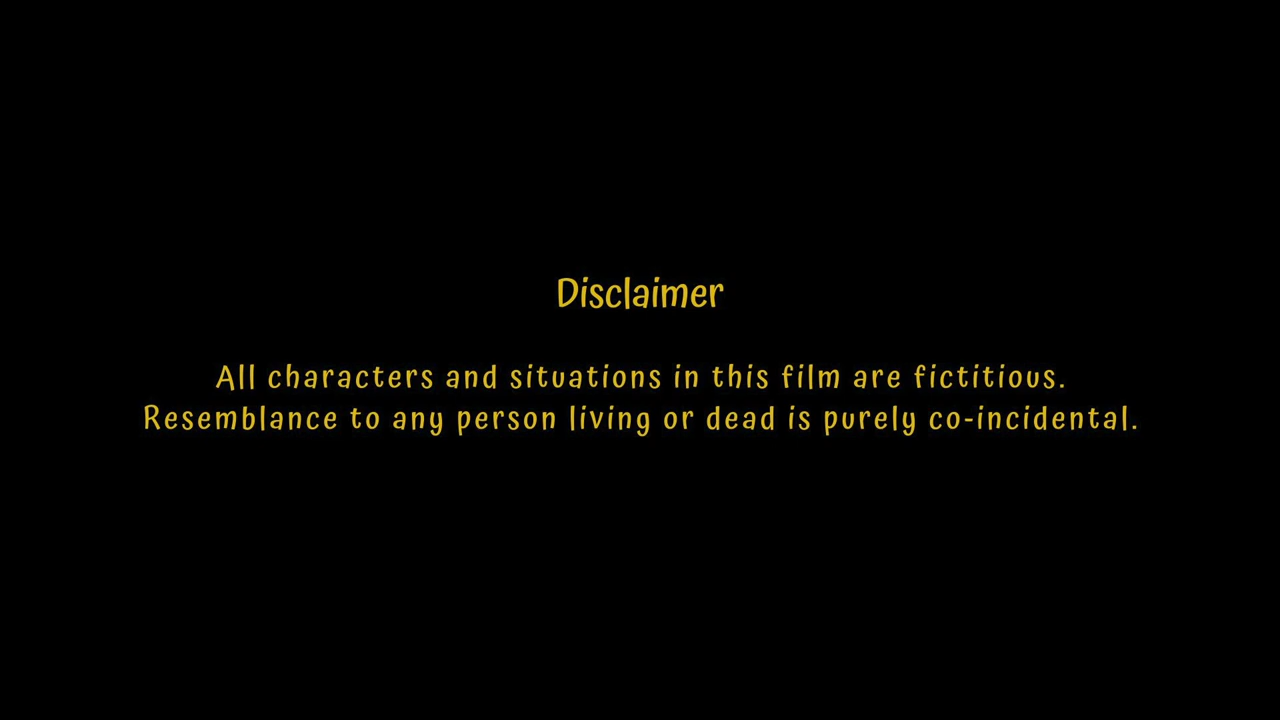 Disclaimer
All characters and situations in this film are fictitious.
Resemblance to any person living or dead is purely co-incidental.